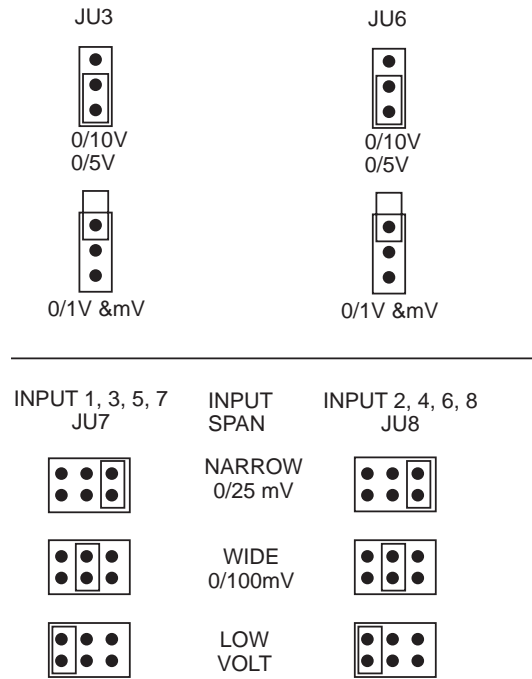 JU3 JU6
0/10V 0/10V
0/5V 0/5V
0/1V &mV 0/1V &mV
INPUT 1, 3, 5, 7 INPUT INPUT 2, 4, 6, 8
JU7 SPAN JU8
NARROW
0/25 mV
WIDE
0/100mV
LOW
VOLT